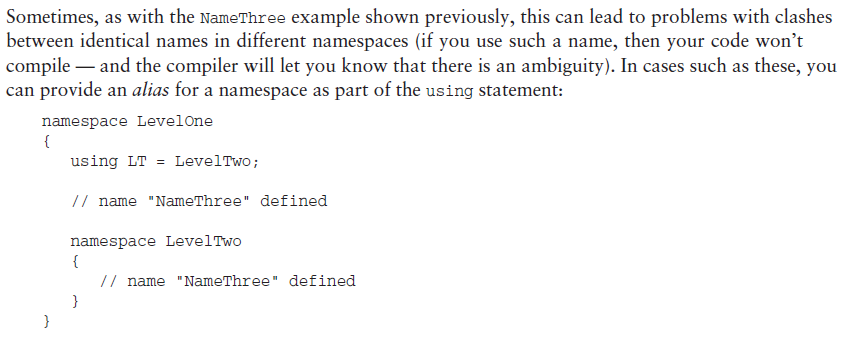 Sometimes, as with the NameThree example shown previously, this can lead to problems with clashes
between identical names in different namespaces (if you use such a name, then your code won’t
compile — and the compiler will let you know that there is an ambiguity). In cases such as these, you
can provide an alias for a namespace as part of the using statement:
namespace LevelOne
{
using LT = LevelTwo;
// name "NameThree" defined
namespace LevelTwo
{
// name "NameThree" defined
}
}